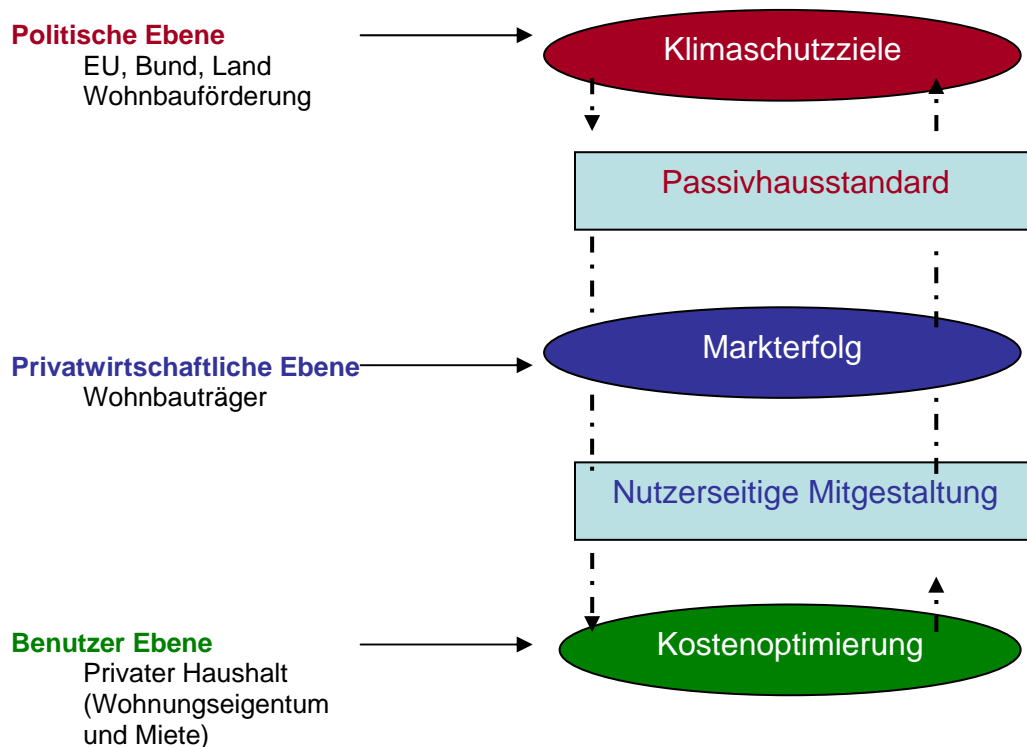 Politische Ebene
EU, Bund, Land
Wohnbauförderung
Klimaschutzziele
Passivhausstandard
Privatwirtschaftliche Ebene
Wohnbauträger
Markterfolg
Nutzerseitige Mitgestaltung
Benutzer Ebene
Privater Haushalt
(Wohnungseigentum
und Miete)
Kostenoptimierung